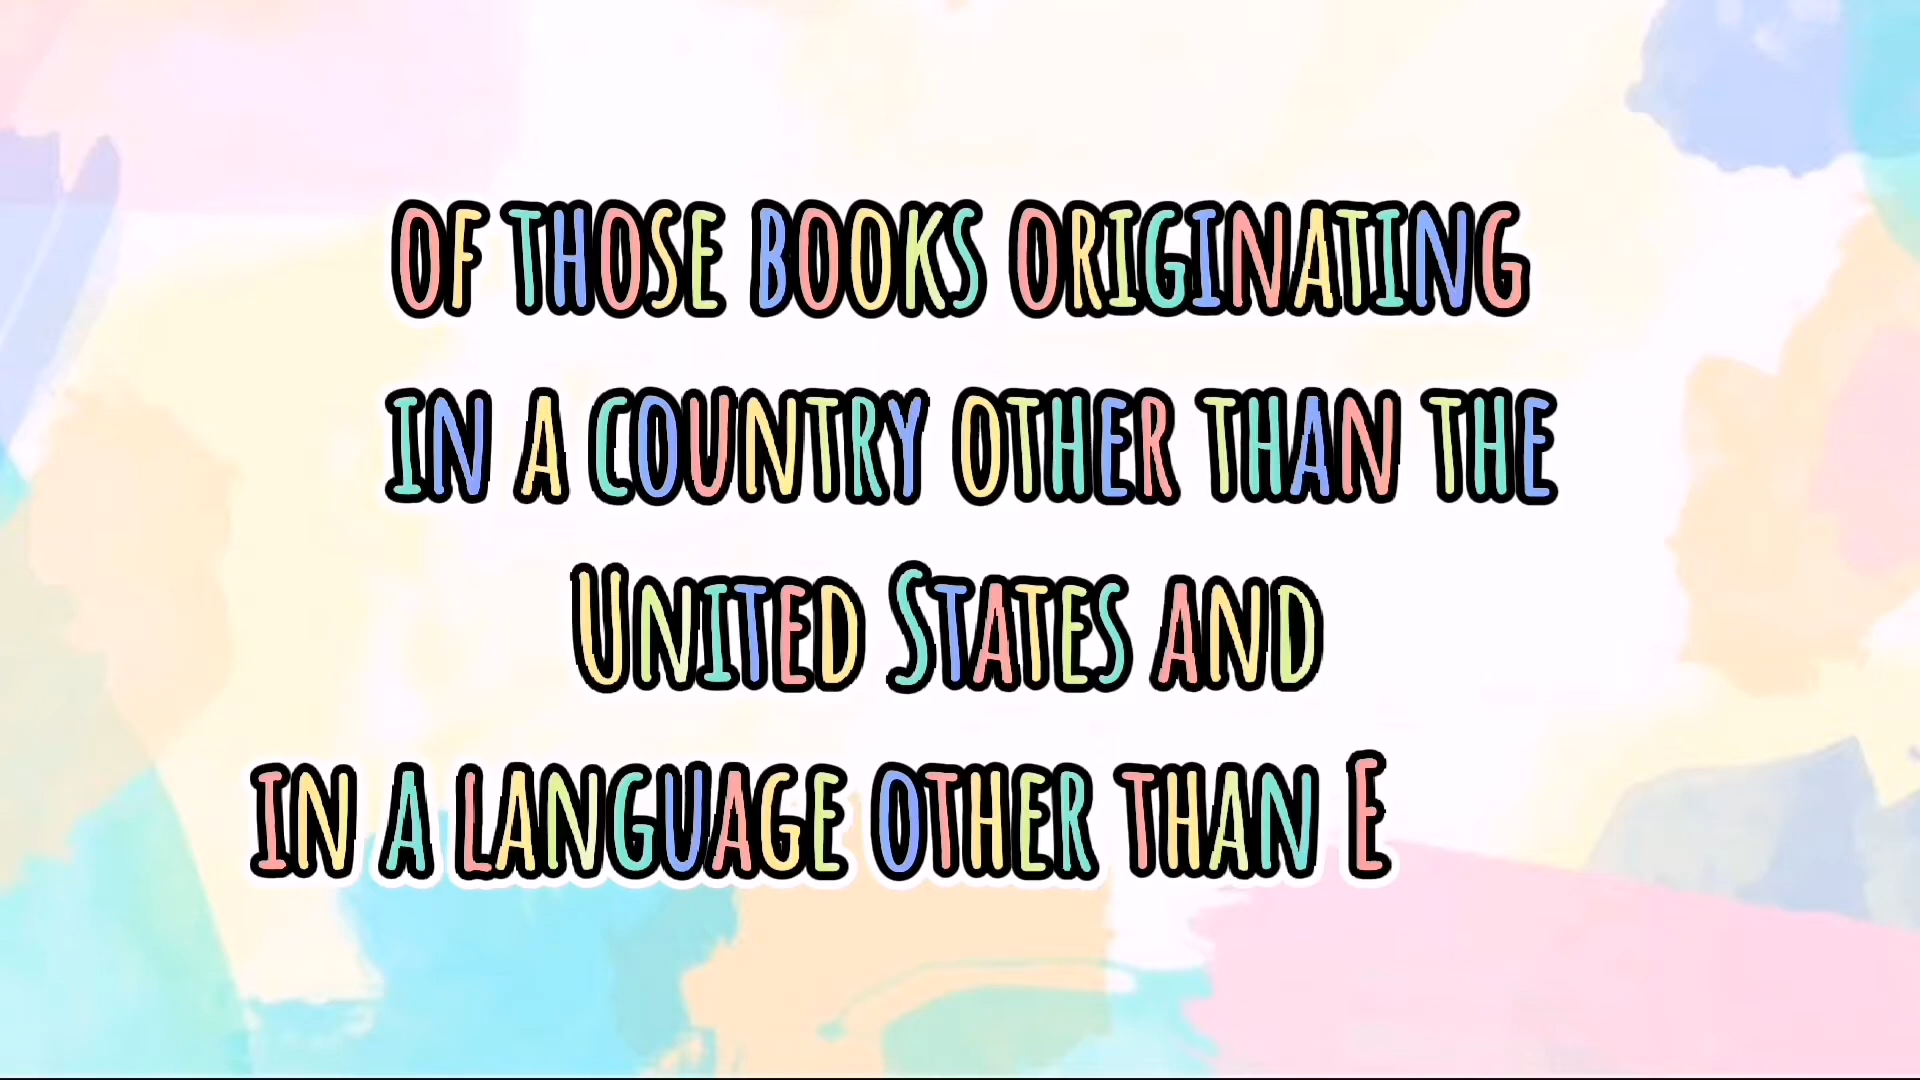 of those books originating
in a country other than the
United States and
in a language other than E